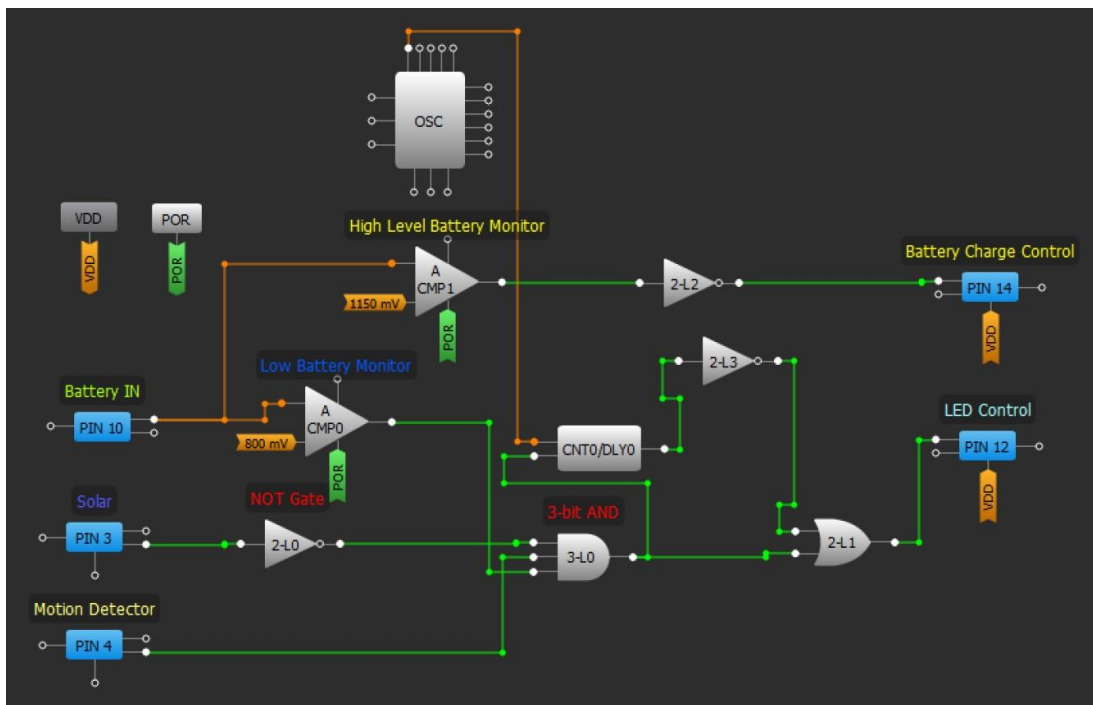 OSC
VDD
POR
VDD
POR
High Level Battery Monitor
A
CMP1
1150 mV
POR
2-L2
Battery Charge Control
PIN 14
VDD
Low Battery Monitor
A
CMP0
800 mV
POR
2-L3
Battery IN
PIN 10
CNT0/DLY0
LED Control
PIN 12
VDD
Solar
PIN 3
NOT Gate
2-L0
3-bit AND
3-L0
2-L1
Motion Detector
PIN 4